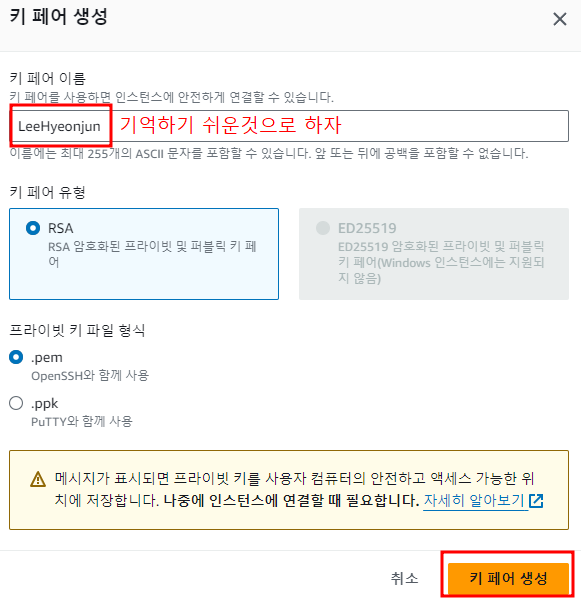 키 페어 생성
키 페어 이름
키 페어를 사용하면 인스턴스에 안전하게 연결할 수 있습니다.
LeeHyeonjun 기억하기 쉬운것으로 하자
이름에는 최대 255개의 ASCII 문자를 포함할 수 있습니다. 앞 또는 뒤에 공백을 포함할 수 없습니다.
키 페어 유형
RSA
RSA 암호화된 프라이빗 및 퍼블릭 키 페
어
ED25519
ED25519 암호화된 프라이빗 및 퍼블릭
키 페어(Windows 인스턴스에는 지원되
지 않음)
프라이빗 키 파일 형식
.pem
OpenSSH와 함께 사용
.ppk
PuTTY와 함께 사용
메시지가 표시되면 프라이빗 키를 사용자 컴퓨터의 안전하고 액세스 가능한 위
치에 저장합니다. 나중에 인스턴스에 연결할 때 필요합니다. 자세히 알아보기
취소
키 페어 생성